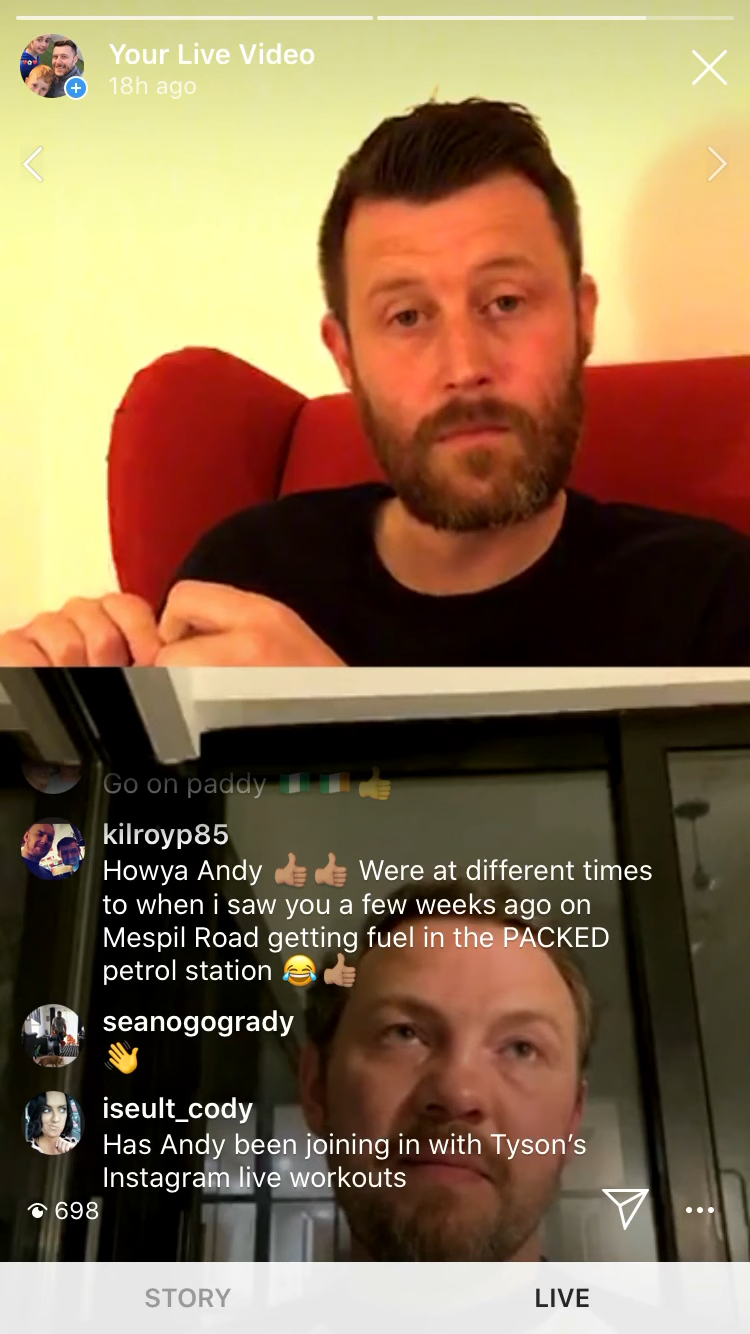 Your Live Video
18h ago
Go on paddy 🇳🇬 🇮🇪 👍
kilroyp85
Howya Andy 👍🏼 👍🏼 Were at different times
to when i saw you a few weeks ago on
Mespil Road getting fuel in the PACKED
petrol station 😂👍🏼
seanogogrady
👋
iseult_cody
Has Andy been joining in with Tyson’s
Instagram live workouts
698
STORY
LIVE